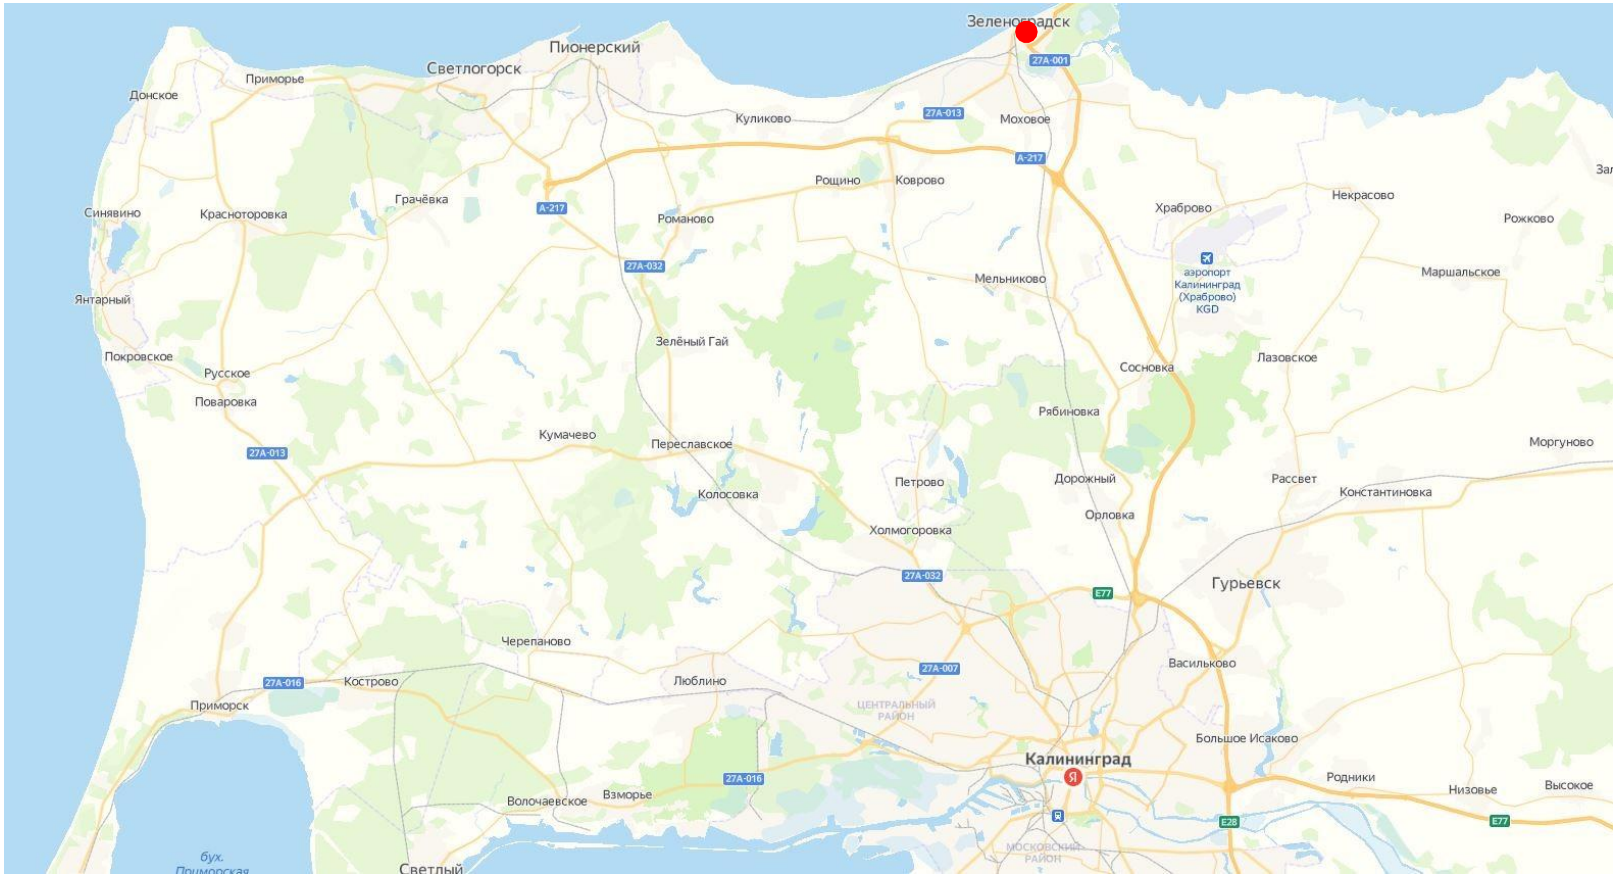 Зеленоградск
Пионерский
Светлогорск
27А-001
Приморье
Донское
27А-013
Куликово
Моховое
А-217
Рощино
Коврово
Грачёвка
Некрасово
А-217
Храброво
Синявино
Красноторовка
Романово
Рожково
27А-032
аэропорт
Калининград
(Храброво)
KGD
Маршальское
Мельниково
Янтарный
Зелёный Гай
Покровское
Лазовское
Русское
Сосновка
Поваровка
Рябиновка
Кумачево
Переславское
Моргуново
27А-013
Петрово
Дорожный
Рассвет
Колосовка
Константиновка
Орловка
Холмогоровка
27А-032
Гурьевск
E77
Черепаново
Васильково
27А-007
27А-016
Кострово
Люблино
Приморск
ЦЕНТРАЛЬНЫЙ
РАЙОН
Большое Исаково
Калининград
Я
27А-016
Родники
Высокое
Низовье
Взморье
Волочаевское
E28
E77
МОСКОВСКИЙ
РАЙОН
бух.
Приморская
Светлый